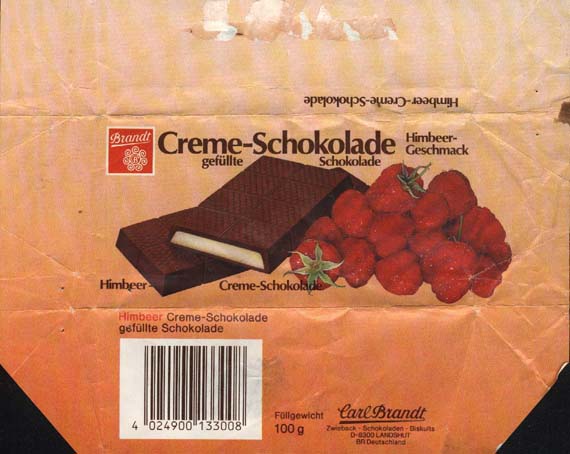 Himbeer-Creme-Schokolade
Brandt
Creme-Schokolade
gefüllte Schokolade
Himbeer-
Geschmack
Himbeer-
Creme-Schokolade
Himbeer Creme-Schokolade
gefüllte Schokolade
4 024900 133008
Füllgewicht
100 g
Carl Brandt
Zwieback - Schokoladen - Biskuits
D-8300 LANDSHUT
BR Deutschland